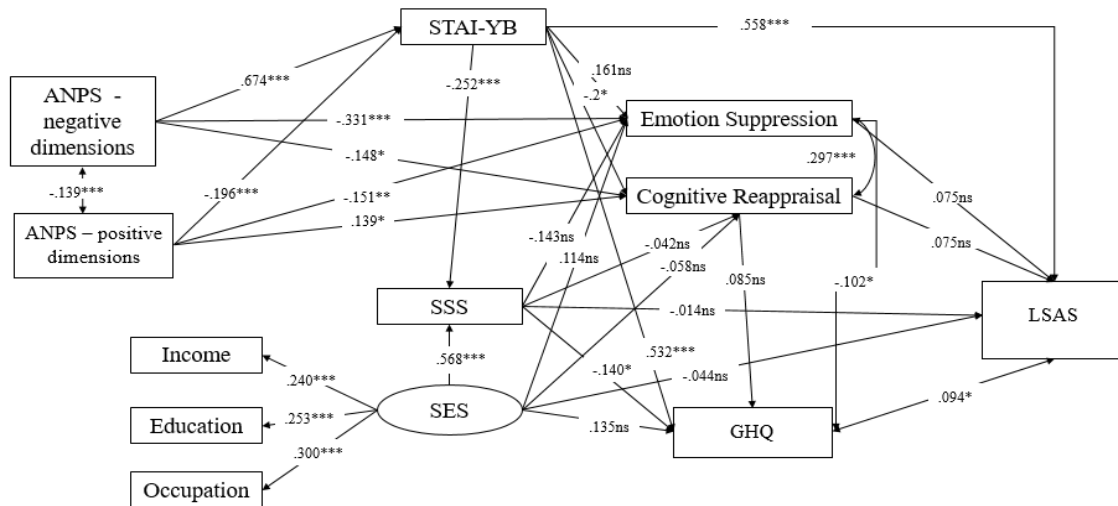 STAI-YB
.558***
.674***
.161ns
-.2*
-.252***
ANPS -
negative
dimensions
-.331***
Emotion Suppression
-.148*
.297***
-.139***
-.196***
-.151**
Cognitive Reappraisal
.075ns
.139*
ANPS – positive
dimensions
-.143ns
-.042ns
.075ns
.114ns
-.058ns
.085ns
-.102*
SSS
-.014ns
LSAS
Income
.568***
.532***
.240***
-.140*
-.044ns
SES
.094*
Education
.253***
.135ns
GHQ
.300***
Occupation